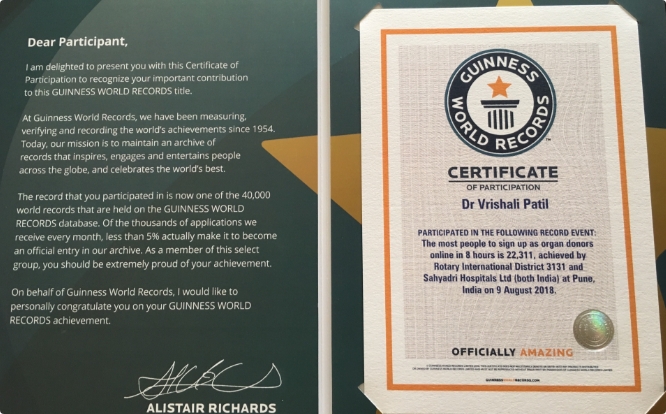 Dear Participant,
I am delighted to present you with this Certificate of
Participation to recognize your important contribution
to this GUINNESS WORLD RECORDS title.
At Guinness World Records, we have been measuring,
verifying and recording the world's achievements since 1954.
Today, our mission is to maintain an archive of
records that inspires, engages and entertains people
across the globe, and celebrates the world's best.
The record that you participated in is now one of the 40,000
world records that are held on the GUINNESS WORLD
RECORDS database. Of the thousands of applications we
receive every month, less than 5% actually make it to become
an official entry in our archive. As a member of this select
group, you should be extremely proud of your achievement.
On behalf of Guinness World Records, I would like to
personally congratulate you on your GUINNESS WORLD
RECORDS achievement.
ALISTAIR RICHARDS
GUINNESS
WORLD RECORDS
CERTIFICATE
OF PARTICIPATION
Dr Vrishali Patil
PARTICIPATED IN THE FOLLOWING RECORD EVENT:
The most people to sign up as organ donors
online in 8 hours is 22,311, achieved by
Rotary International District 3131 and
Sahyadri Hospitals Ltd (both India) at Pune,
India on 9 August 2018.
OFFICIALLY AMAZING
GUINNESSWORLDRECORDS.COM